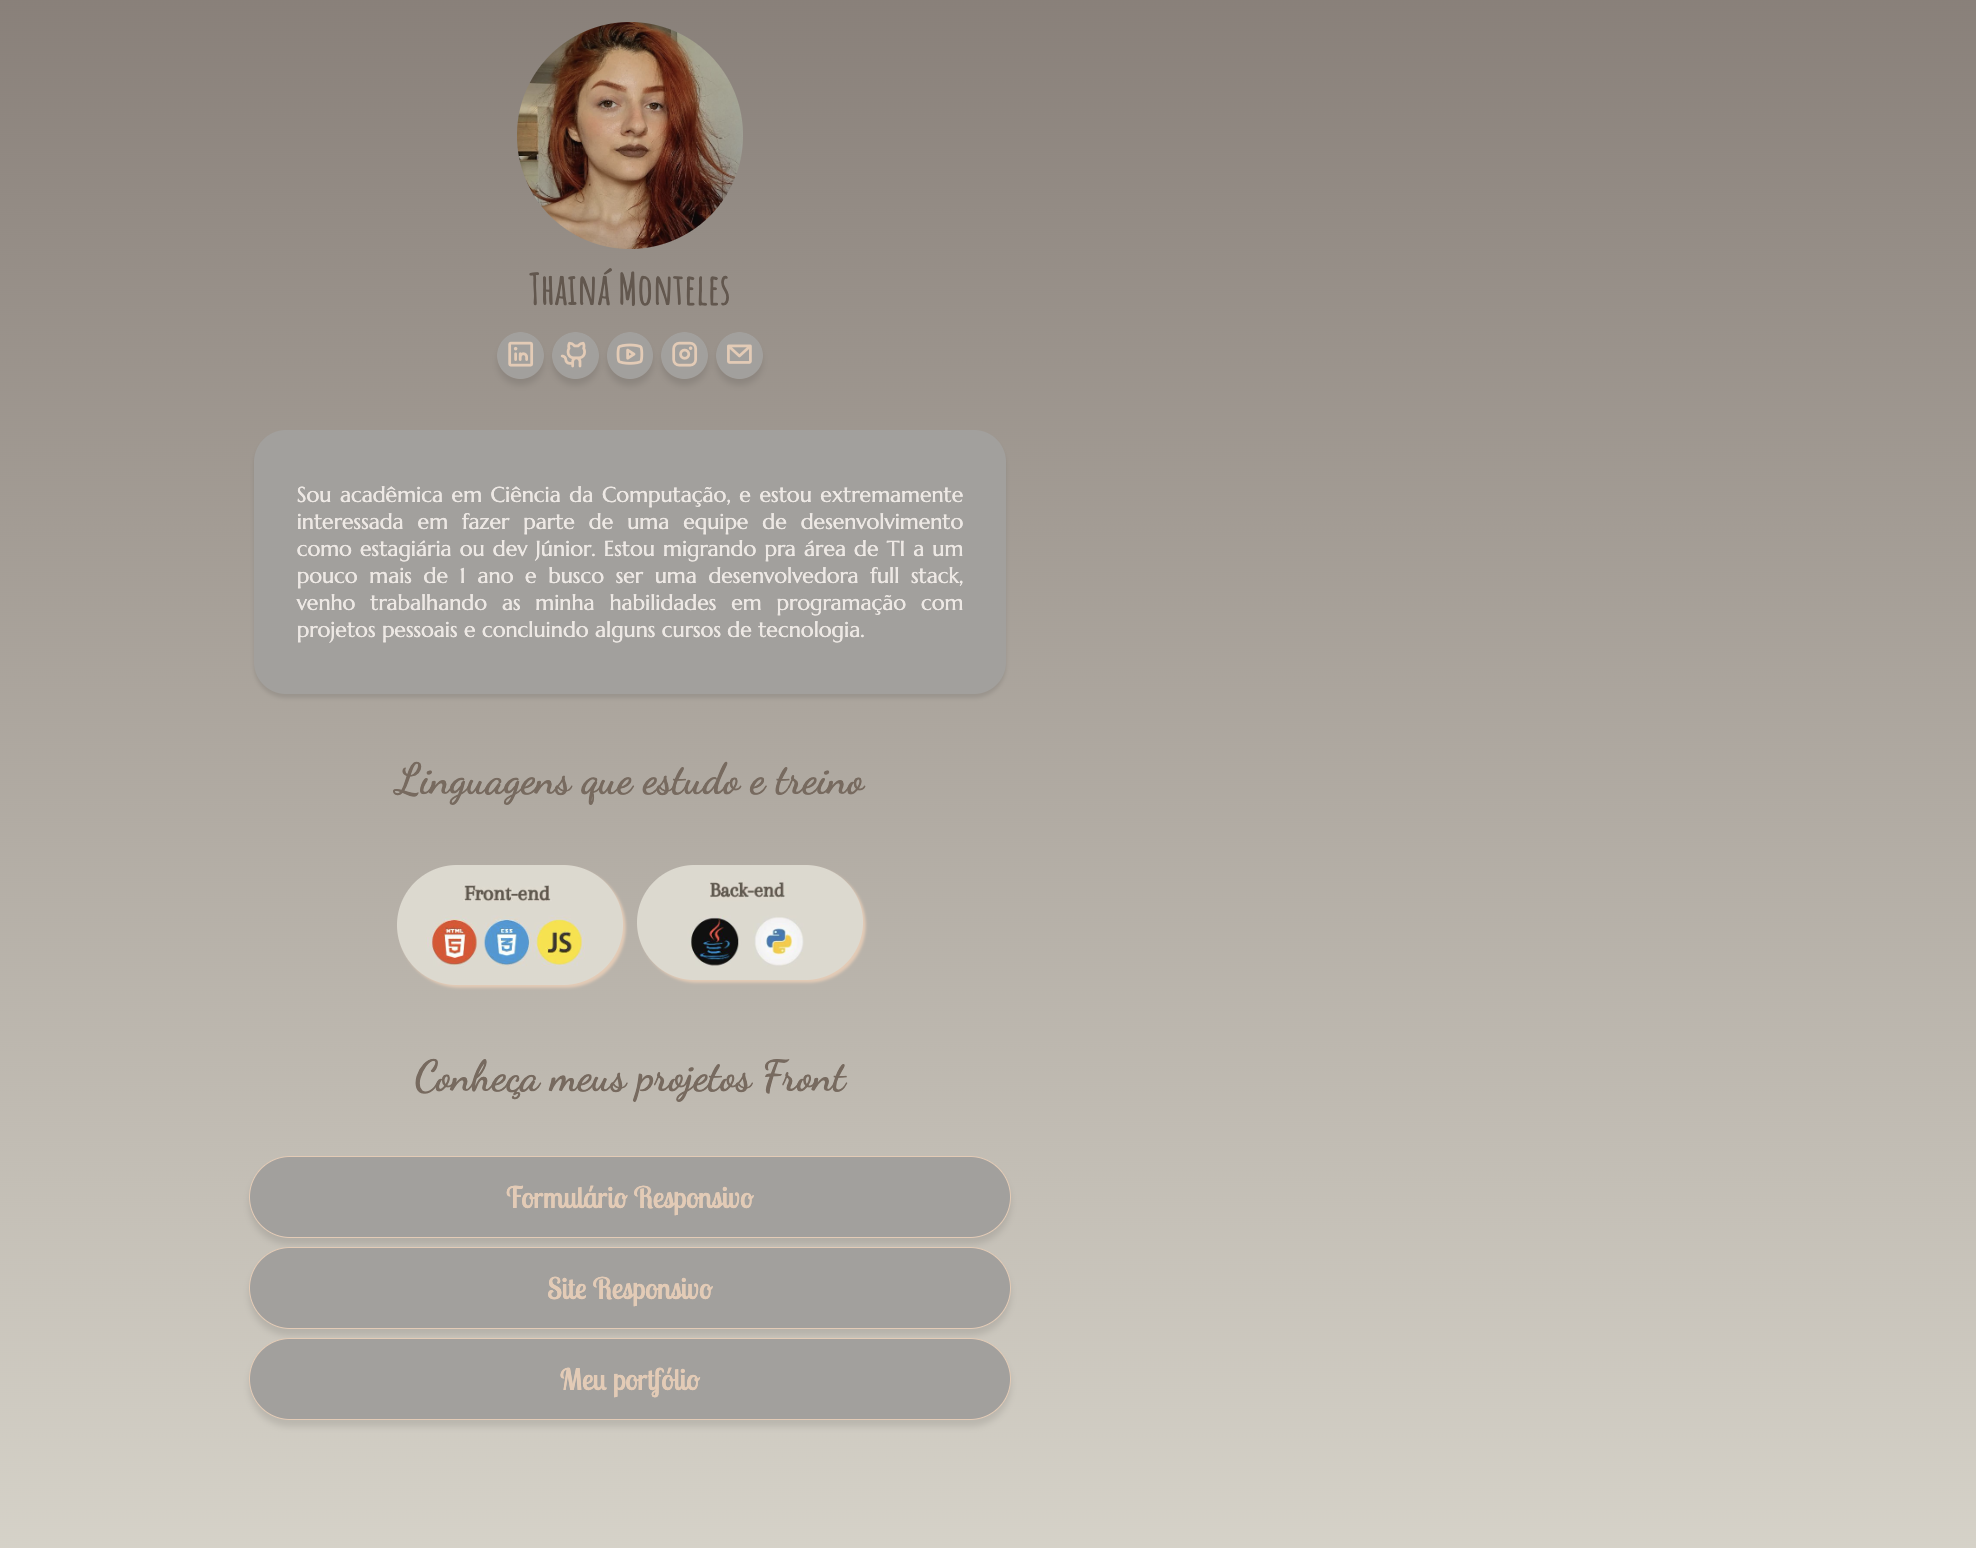 Thainá Monteles
Sou acadêmica em Ciência da Computação, e estou extremamente
interessada em fazer parte de uma equipe de desenvolvimento
como estagiária ou dev Júnior. Estou migrando pra área de TI a um
pouco mais de 1 ano e busco ser uma desenvolvedora full stack,
venho trabalhando as minha habilidades em programação com
projetos pessoais e concluindo alguns cursos de tecnologia.
Linguagens que estudo e treino
Front-end
Back-end
HTML
5
CSS
3
JS
Conheça meus projetos Front
Formulário Responsivo
Site Responsivo
Meu portfólio